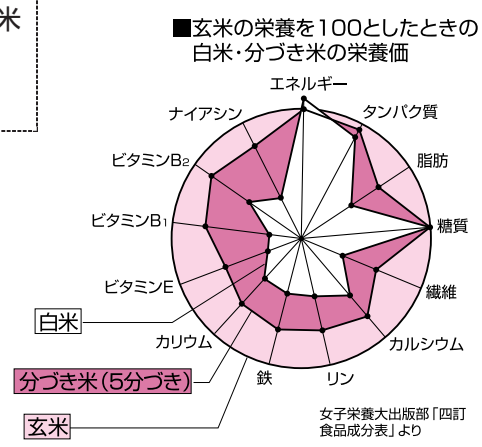 米
■玄米の栄養を100としたときの
白米・分づき米の栄養価
エネルギー
タンパク質
脂肪
糖質
繊維
カルシウム
リン
鉄
カリウム
ビタミンE
ビタミンB₁
ビタミンB₂
ナイアシン
白米
分づき米(5分づき)
玄米
女子栄養大出版部「四訂
食品成分表」より